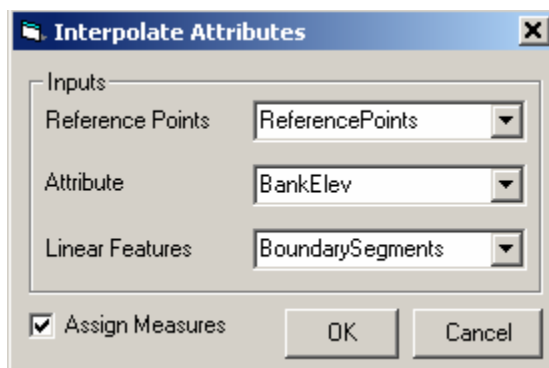 Interpolate Attributes
Inputs
Reference Points ReferencePoints
Attribute BankElev
Linear Features BoundarySegments
Assign Measures OK Cancel